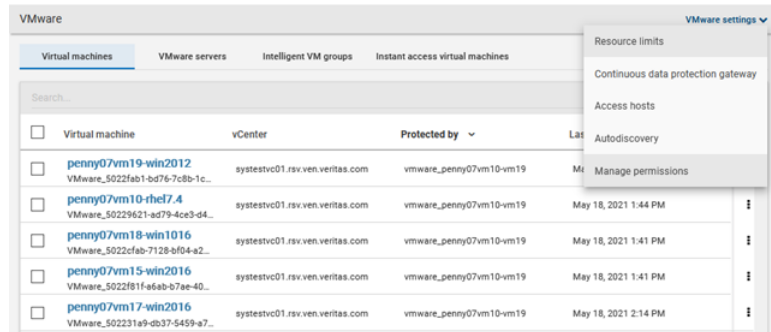 VMware
VMware settings
Resource limits
Continuous data protection gateway
Access hosts
Autodiscovery
Manage permissions
Virtual machines VMware servers Intelligent VM groups Instant access virtual machines
Search...
Virtual machine vCenter Protected by
penny07vm19-win2012 systestvc01.rsv.ven.veritas.com vmware_penny07vm10-vm19
VMware_5022fab1-bd76-7c8b-1c...
penny07vm10-rhel7.4 systestvc01.rsv.ven.veritas.com vmware_penny07vm10-vm19 May 18, 2021 1:44 PM
VMware_50229621-ad79-4ce3-d4...
penny07vm18-win1016 systestvc01.rsv.ven.veritas.com vmware_penny07vm10-vm19 May 18, 2021 1:41 PM
VMware_5022cfab-7128-bf04-a2...
penny07vm15-win2016 systestvc01.rsv.ven.veritas.com vmware_penny07vm10-vm19 May 18, 2021 1:41 PM
VMware_5022f81f-a6ab-b7ae-40...
penny07vm17-win2016 systestvc01.rsv.ven.veritas.com vmware_penny07vm10-vm19 May 18, 2021 2:14 PM
VMware_502231a9-db37-5459-a7...